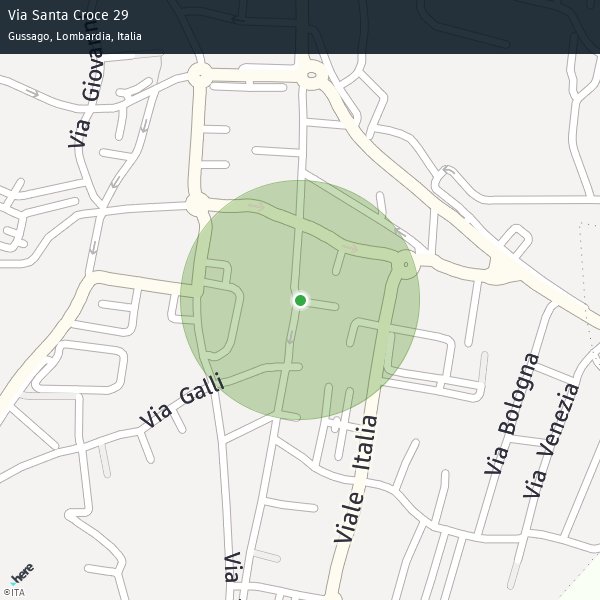 Via Santa Croce 29
Gussago, Lombardia, Italia
Via Giovan
Via Galli
Via Bologna
Via Venezia
Viale Italia
Via
here
©ITA